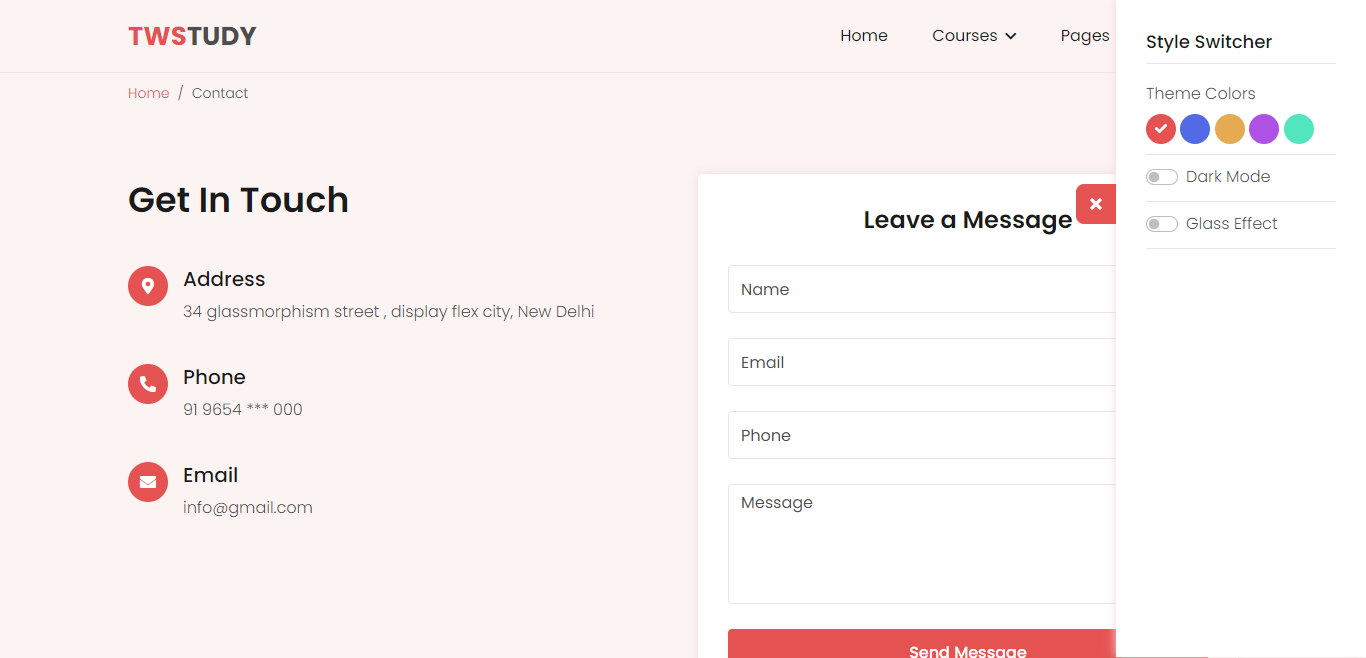 TWSTUDY
Home
Courses
Pages
Home / Contact
Get In Touch
Address
34 glassmorphism street , display flex city, New Delhi
Phone
91 9654 *** 000
Email
info@gmail.com
Leave a Message
Name
Email
Phone
Message
Send Message
Style Switcher
Theme Colors
Dark Mode
Glass Effect